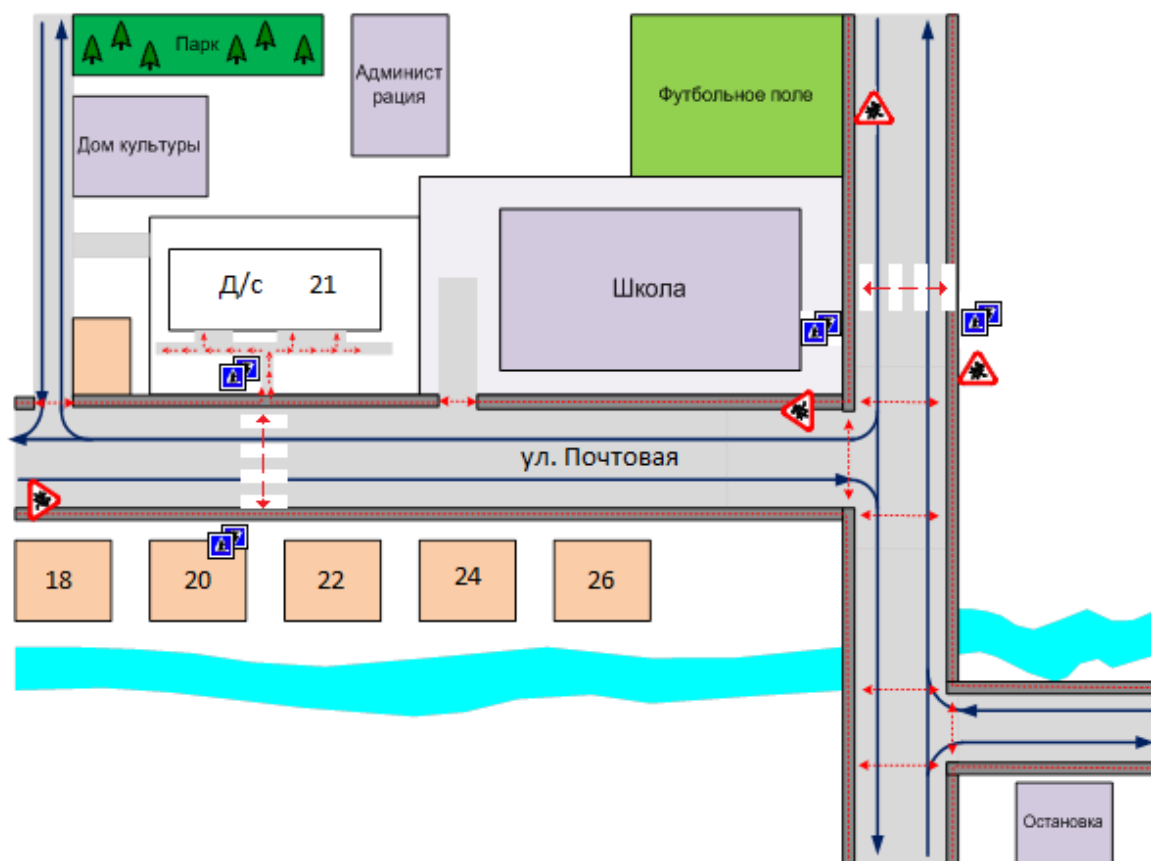 Парк
Админист
рация
Футбольное поле
Дом культуры
Д/с 21
Школа
ул. Почтовая
18
20
22
24
26
Остановка